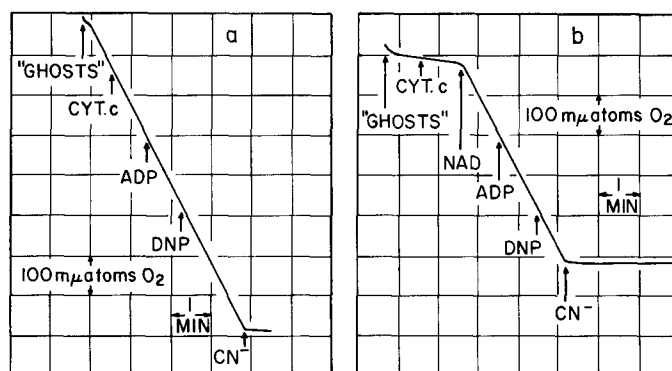 a
"GHOSTS"
CYT.c
ADP
DNP
100 mμatoms O₂
1
MIN
CN⁻
b
"GHOSTS"
CYT.c
100 mμatoms O₂
NAD
ADP
1
MIN
DNP
CN⁻